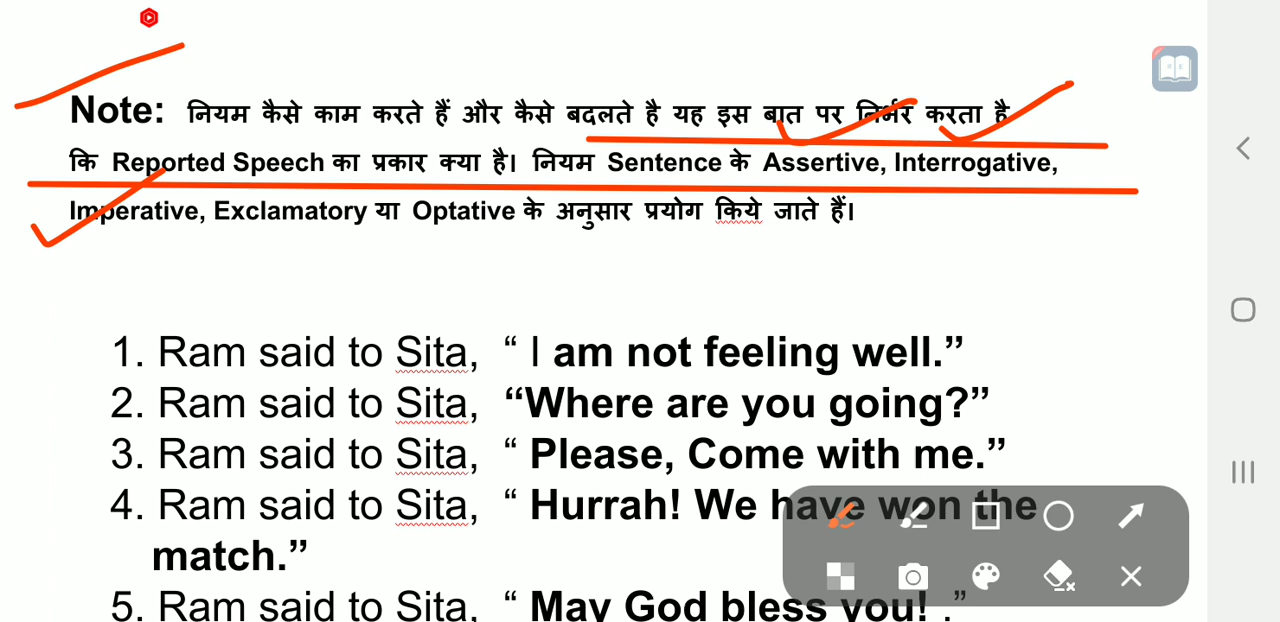 Note: नियम कैसे काम करते हैं और कैसे बदलते है यह इस बात पर निर्भर करता है
कि Reported Speech का प्रकार क्या है। नियम Sentence के Assertive, Interrogative,
Imperative, Exclamatory या Optative के अनुसार प्रयोग किये जाते हैं।
1. Ram said to Sita, “ I am not feeling well.”
2. Ram said to Sita, “Where are you going?”
3. Ram said to Sita, “ Please, Come with me.”
4. Ram said to Sita, “ Hurrah! We have won the
match.”
5. Ram said to Sita, “ May God bless you! .”